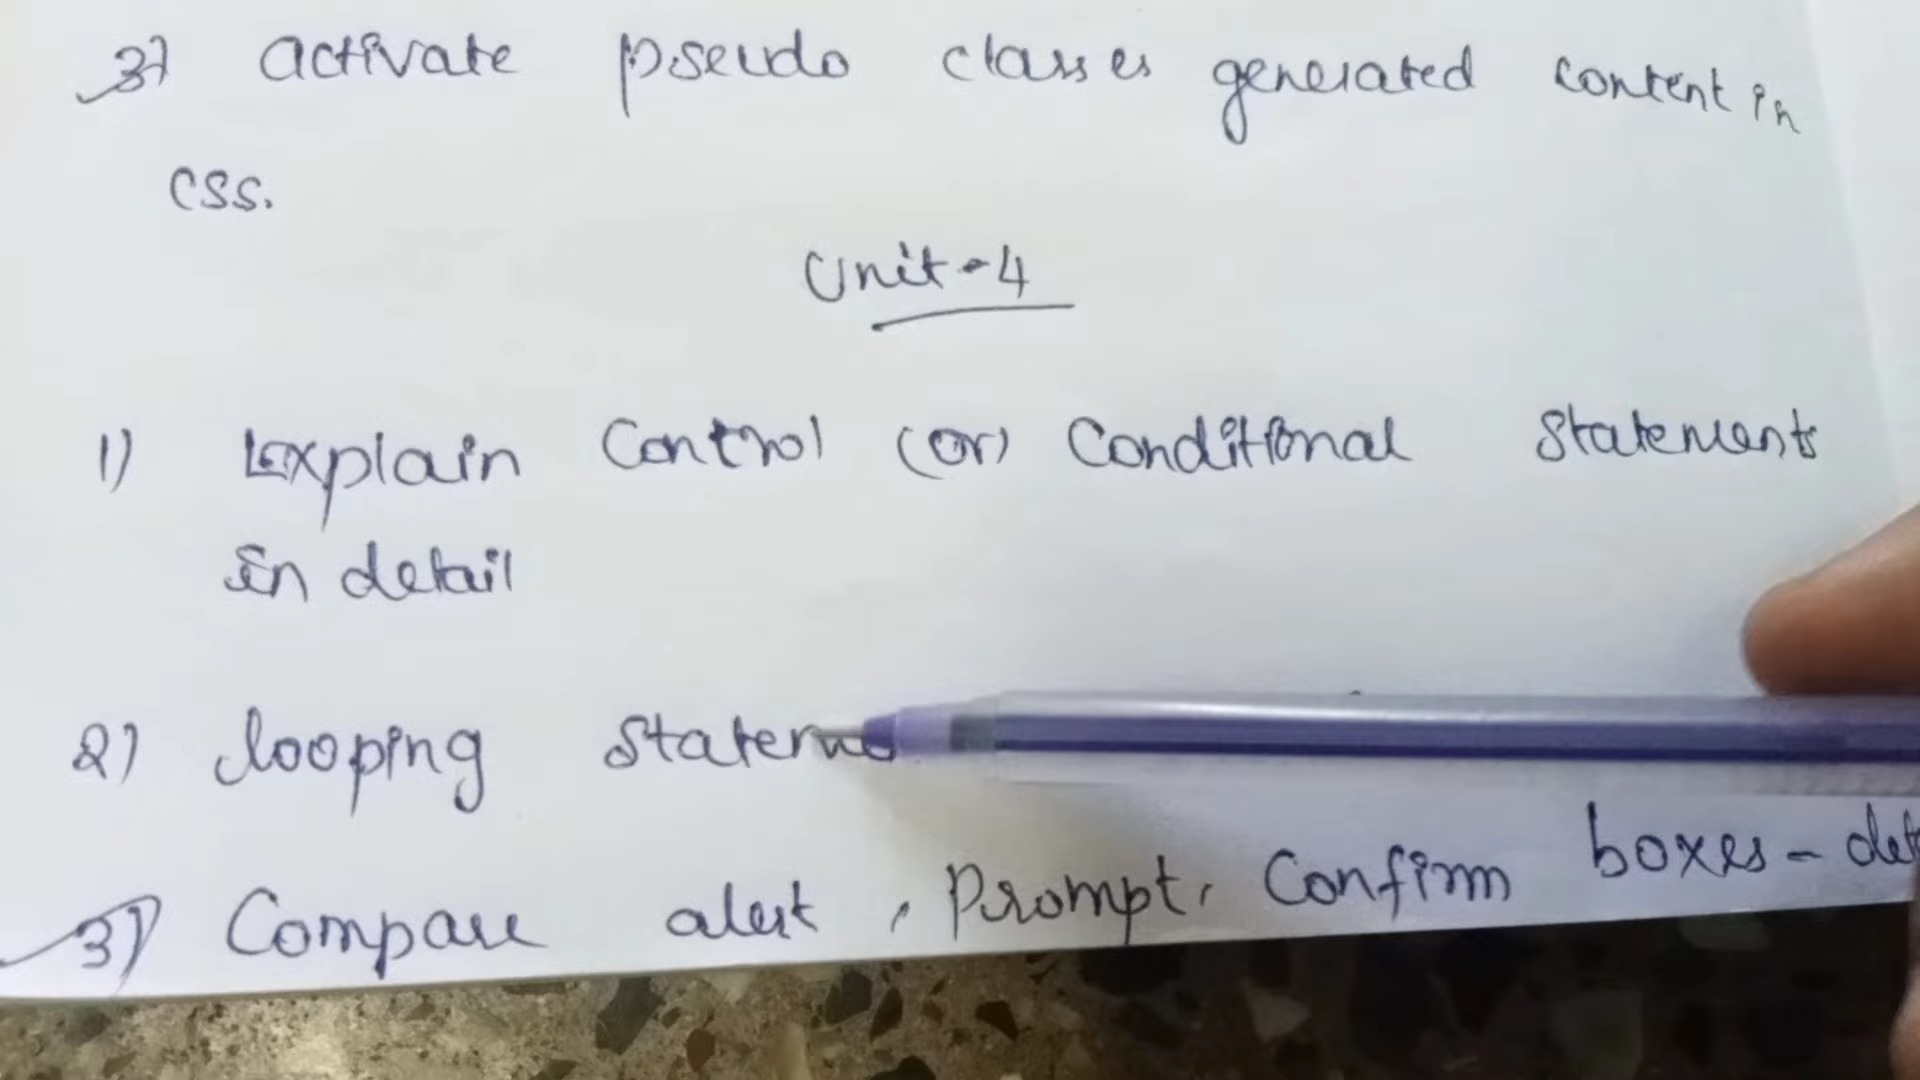 3) activate pseudo classes generated content in
CSS.
Unit-4
1) Explain Control (or) Conditional Statements
in detail
2) looping
3) Compare alert, Prompt, Confirm boxes -